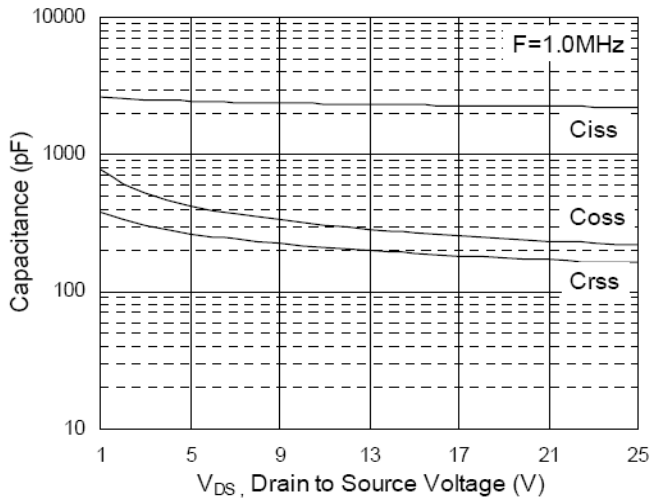 10000
F=1.0MHz
Ciss
1000
Capacitance (pF)
Coss
Crss
100
10
1 5 9 13 17 21 25
VDS , Drain to Source Voltage (V)